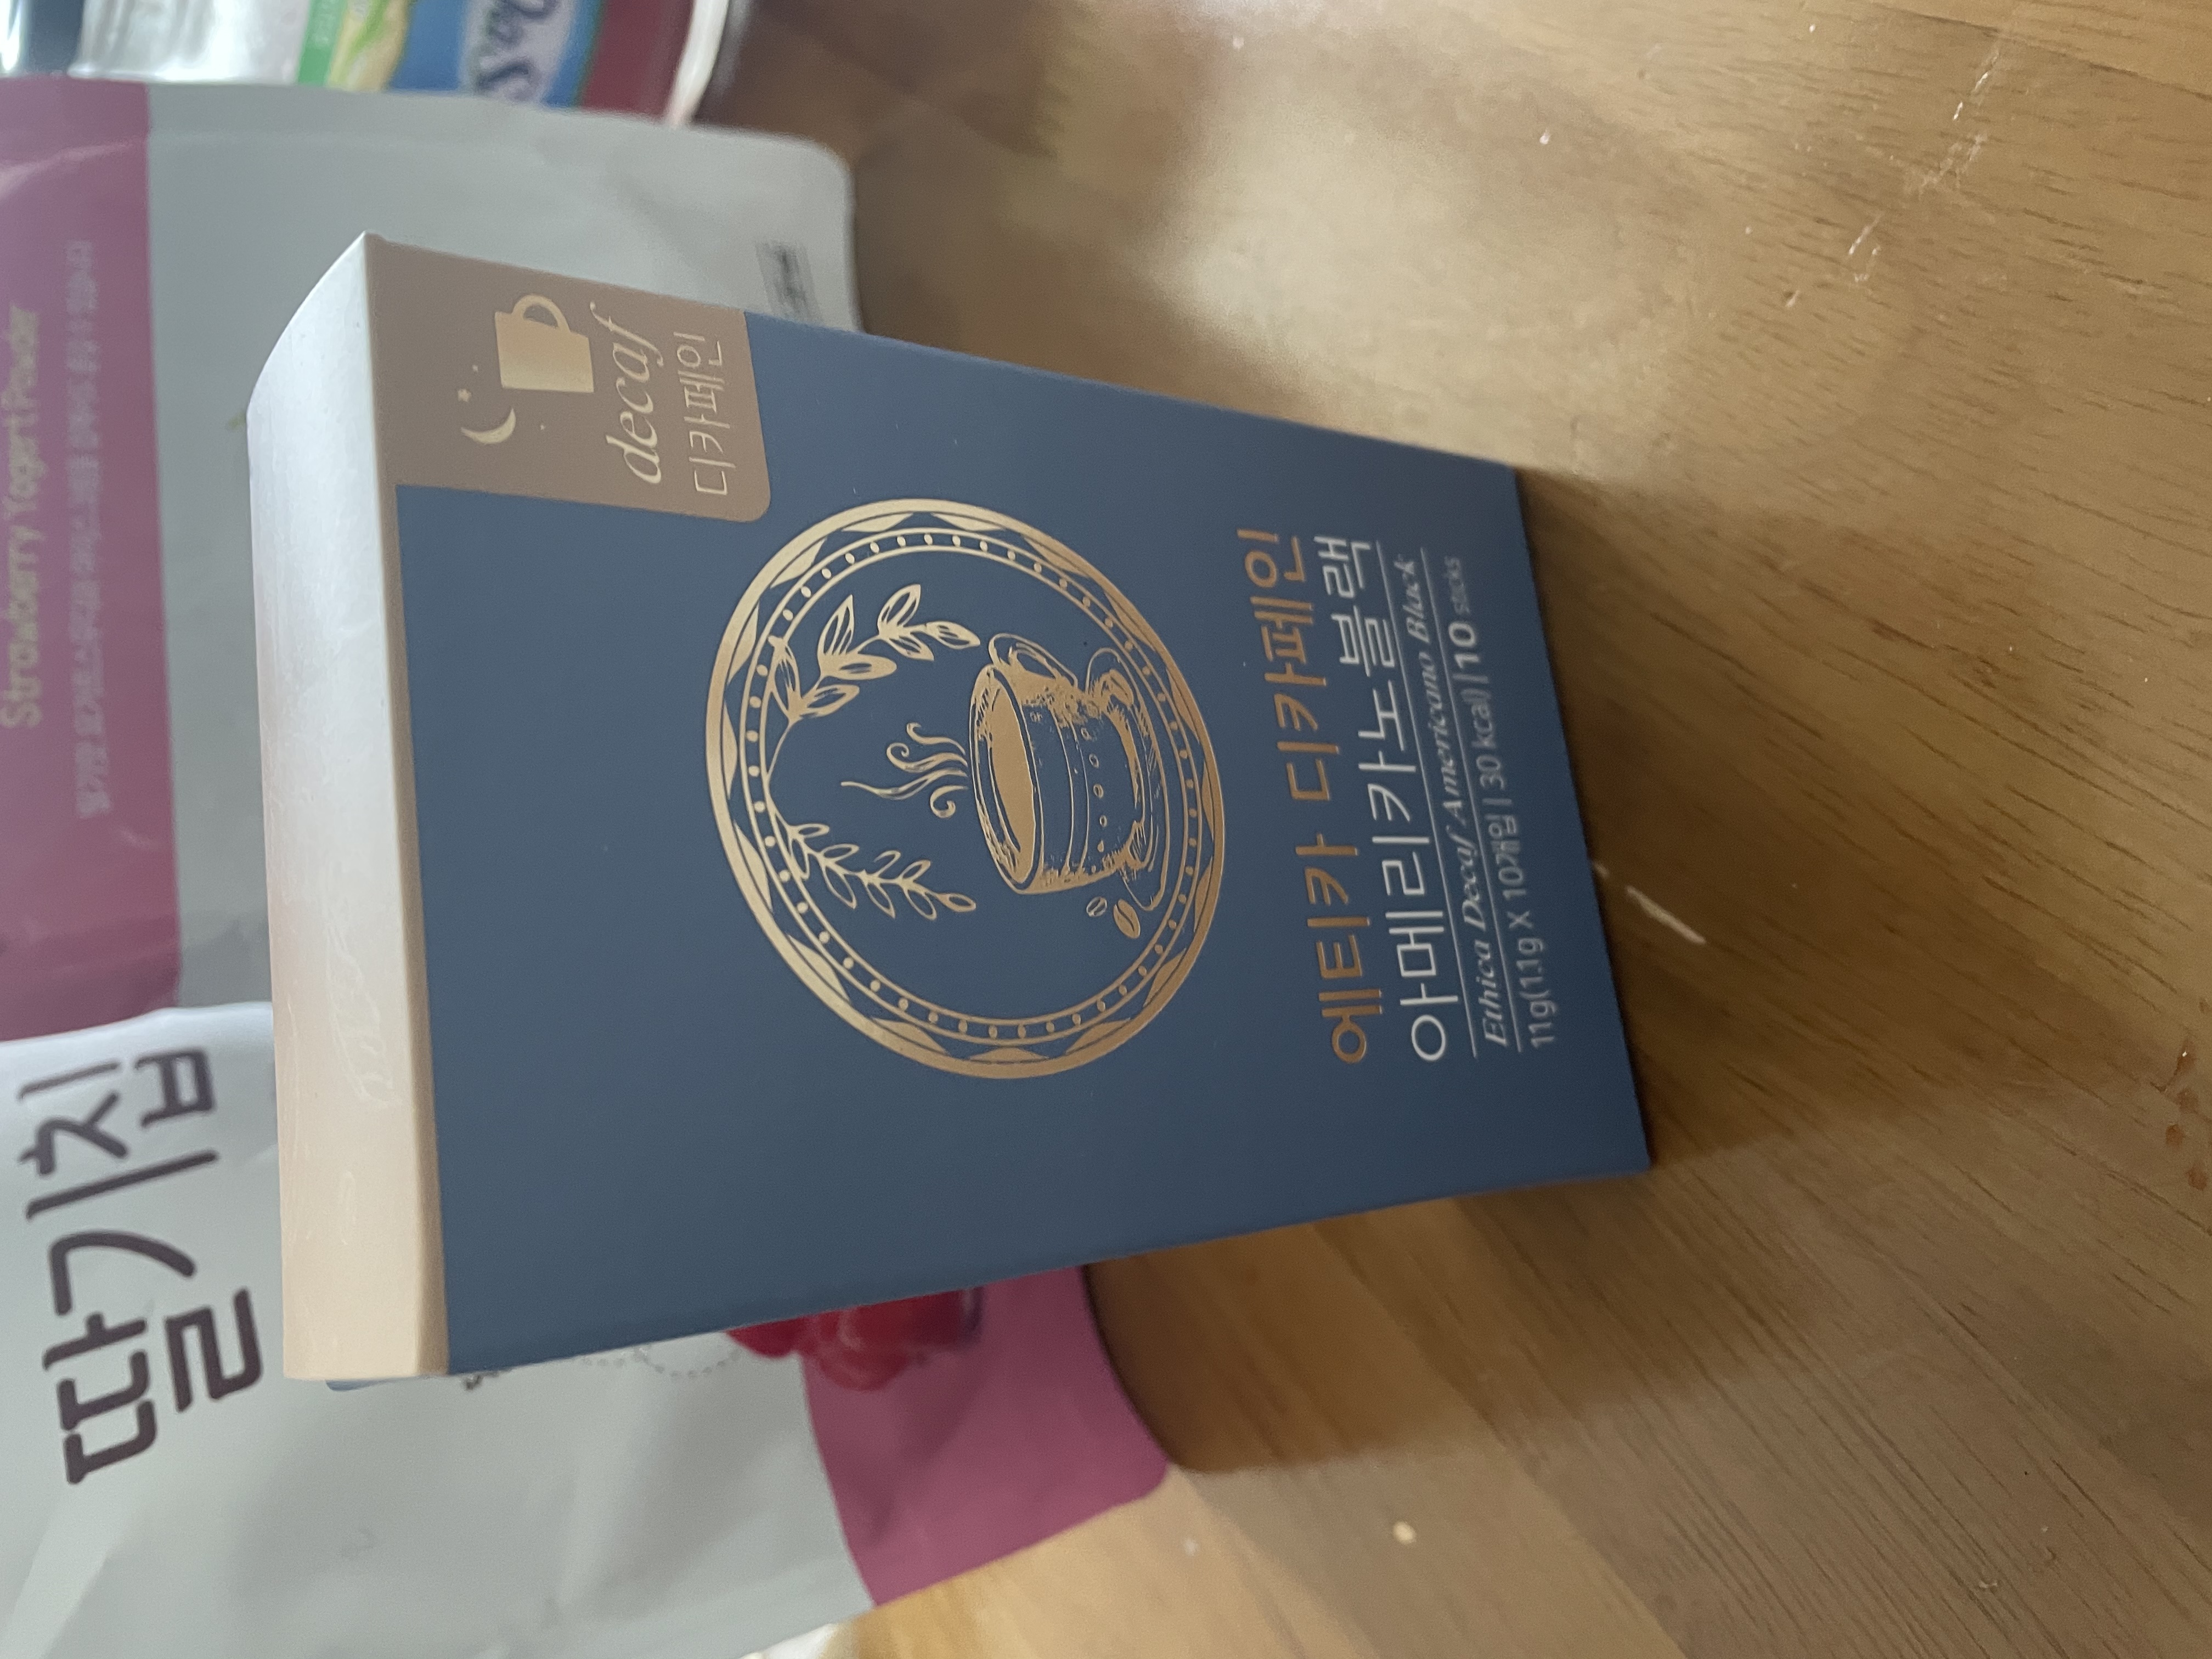 decaf
디카페인
에티카 디카페인
아메리카노블랙
Ethica Decaf Americano Black
11g(1.1g X 10개입 | 30 kcal) | 10 sticks
딸기칩
Strawberry Yogurt Powder